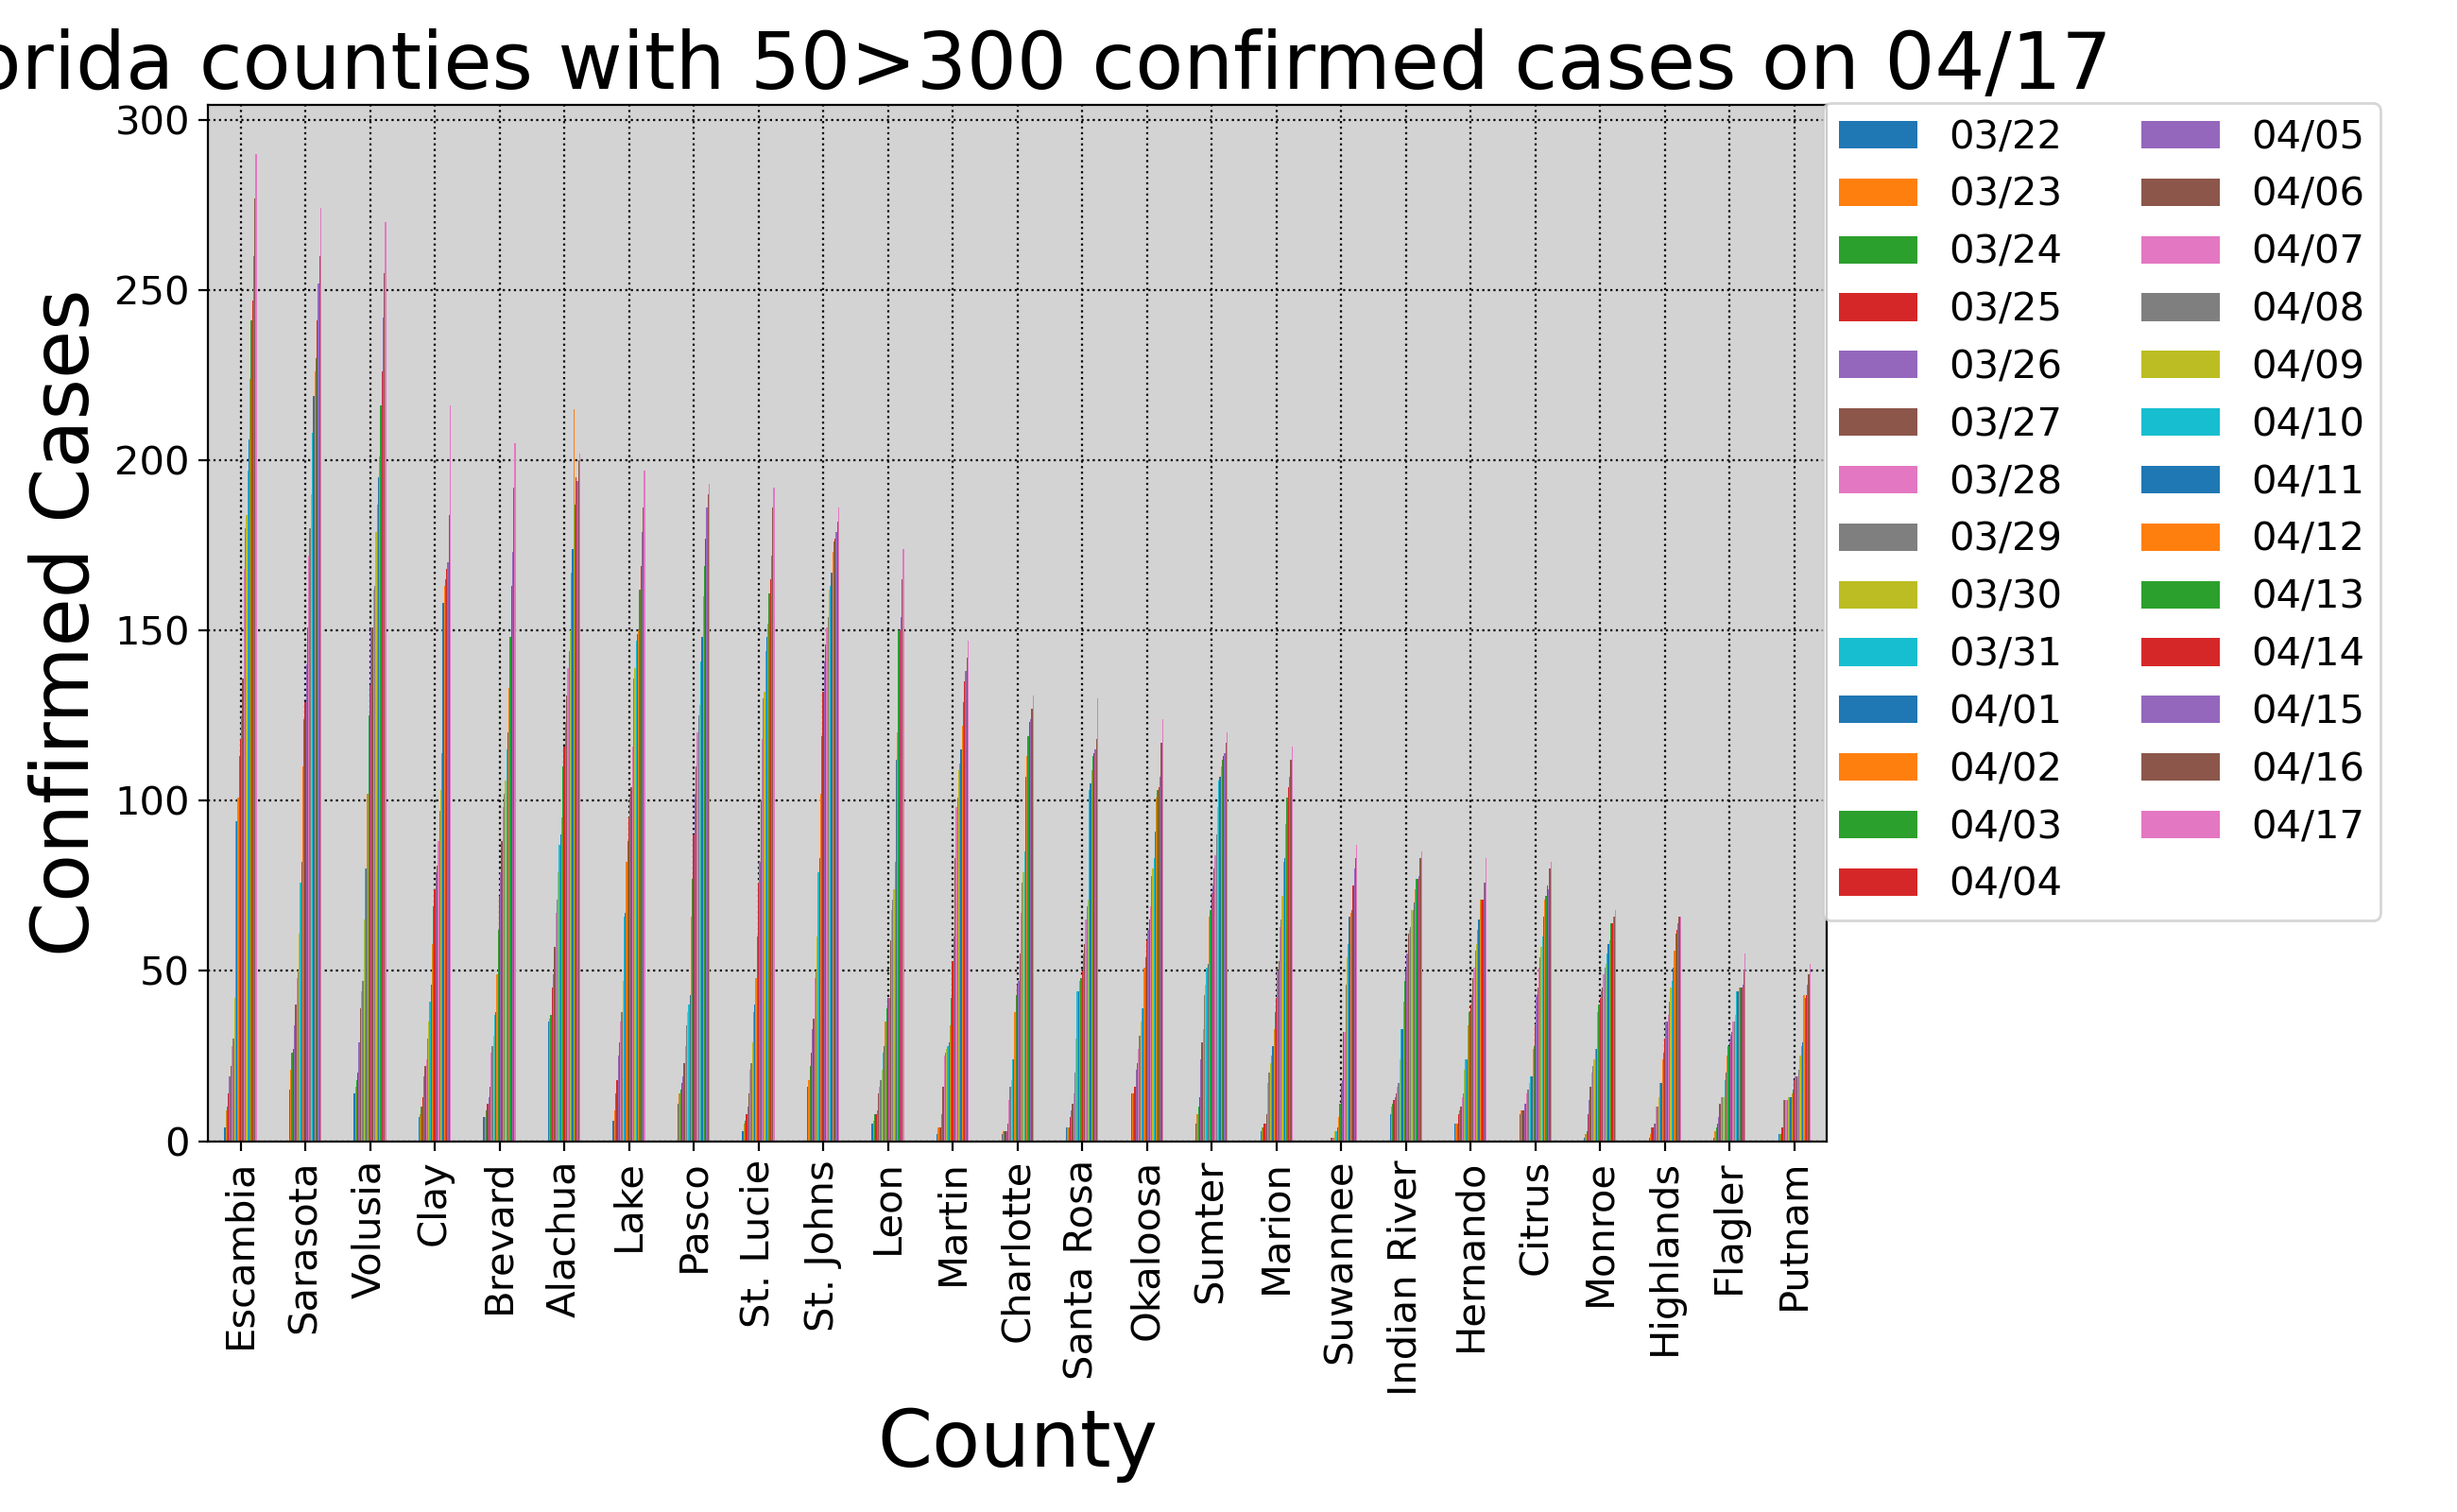 orida counties with 50>300 confirmed cases on 04/17
Confirmed Cases
300
250
200
150
100
50
0
Escambia
Sarasota
Volusia
Clay
Brevard
Alachua
Lake
Pasco
St. Lucie
St. Johns
Leon
Martin
Charlotte
Santa Rosa
Okaloosa
Sumter
Marion
Suwannee
Indian River
Hernando
Citrus
Monroe
Highlands
Flagler
Putnam
County
03/22
03/23
03/24
03/25
03/26
03/27
03/28
03/29
03/30
03/31
04/01
04/02
04/03
04/04
04/05
04/06
04/07
04/08
04/09
04/10
04/11
04/12
04/13
04/14
04/15
04/16
04/17